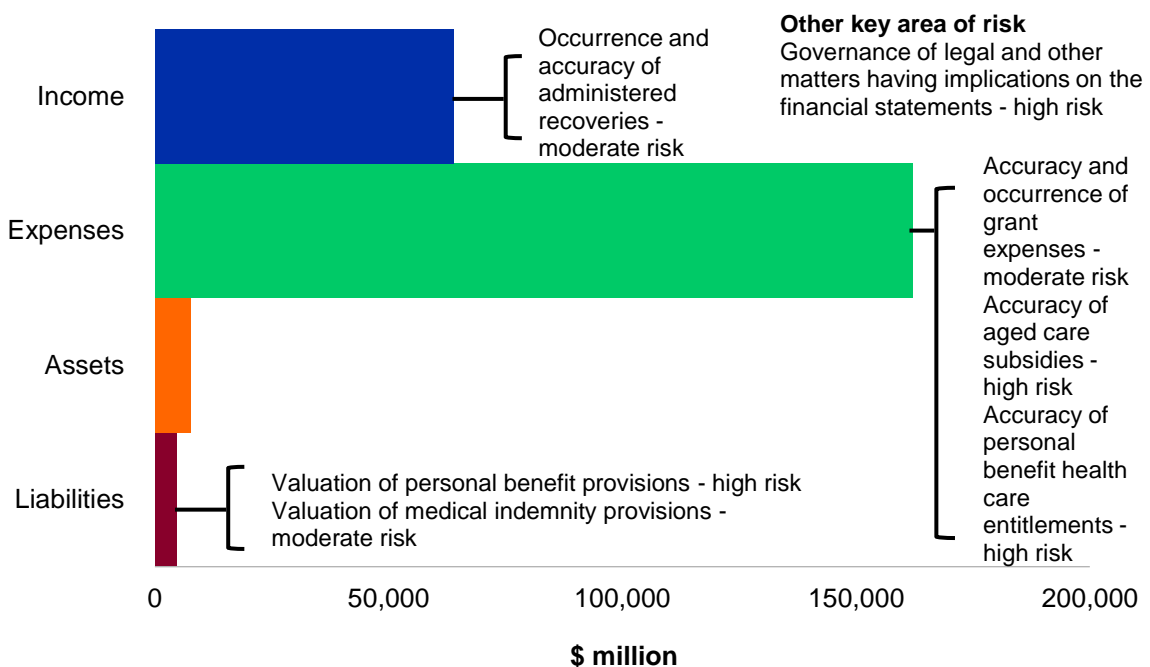 Other key area of risk
Governance of legal and other
matters having implications on the
financial statements - high risk
Income
Occurrence and
accuracy of
administered
recoveries -
moderate risk
Expenses
Accuracy and
occurrence of
grant
expenses -
moderate risk
Accuracy of
aged care
subsidies -
high risk
Accuracy of
personal
benefit health
care
entitlements -
high risk
Assets
Liabilities
Valuation of personal benefit provisions - high risk
Valuation of medical indemnity provisions -
moderate risk
0 50,000 100,000 150,000 200,000
$ million